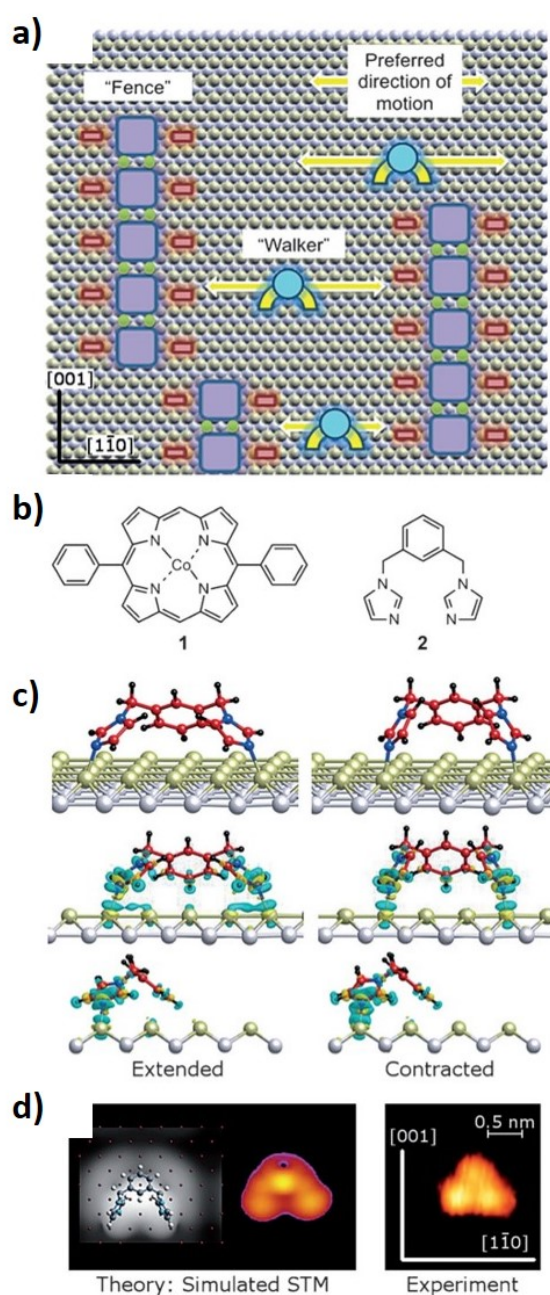 a)
"Fence"
Preferred
direction of
motion
"Walker"
[001]
[11̄0]
b)
N
N
Co
N
N
1
N
N
N
N
2
c)
Extended
Contracted
d)
0.5 nm
[001]
[11̄0]
Theory: Simulated STM
Experiment